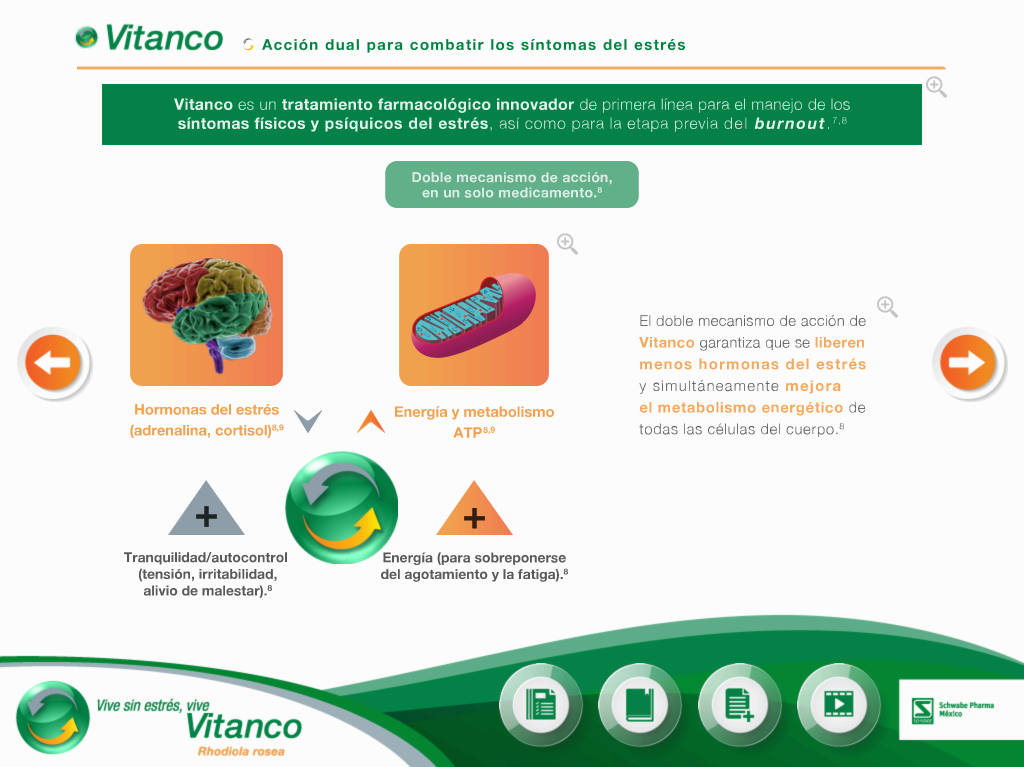 Vitanco
Acción dual para combatir los síntomas del estrés
Vitanco es un tratamiento farmacológico innovador de primera línea para el manejo de los
síntomas físicos y psíquicos del estrés, así como para la etapa previa del burnout.7,8
Doble mecanismo de acción,
en un solo medicamento.8
Hormonas del estrés
(adrenalina, cortisol)8,9
Energía y metabolismo
ATP8,9
El doble mecanismo de acción de
Vitanco garantiza que se liberen
menos hormonas del estrés
y simultáneamente mejora
el metabolismo energético de
todas las células del cuerpo.8
+
+
Tranquilidad/autocontrol
(tensión, irritabilidad,
alivio de malestar).8
Energía (para sobreponerse
del agotamiento y la fatiga).8
Vive sin estrés, vive
Vitanco
Rhodiola rosea
Schwabe Pharma
México